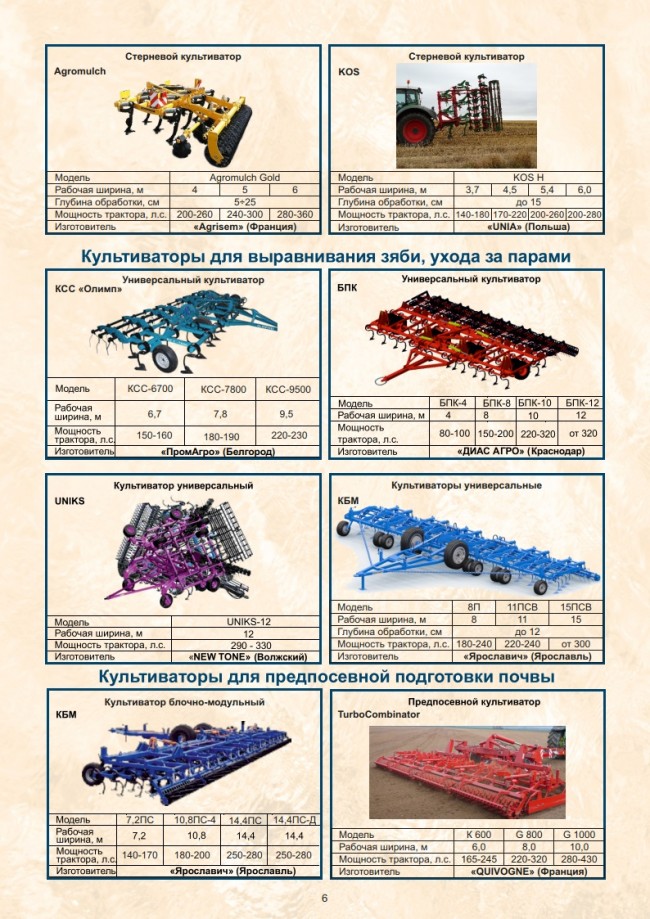 Стерневой культиватор
Agromulch
Модель Agromulch Gold
Рабочая ширина, м 4 5 6
Глубина обработки, см 5÷25
Мощность трактора, л.с. 200-260 240-300 280-360
Изготовитель «Agrisem» (Франция)
Стерневой культиватор
KOS
Модель KOS H
Рабочая ширина, м 3,7 4,5 5,4 6,0
Глубина обработки, см до 15
Мощность трактора, л.с. 140-180 170-220 200-260 200-280
Изготовитель «UNIA» (Польша)
Культиваторы для выравнивания зяби, ухода за парами
Универсальный культиватор
КСС «Олимп»
Модель КСС-6700 КСС-7800 КСС-9500
Рабочая
ширина, м 6,7 7,8 9,5
Мощность
трактора, л.с. 150-160 180-190 220-230
Изготовитель «ПромАгро» (Белгород)
Универсальный культиватор
БПК
Модель БПК-4 БПК-8 БПК-10 БПК-12
Рабочая ширина, м 4 8 10 12
Мощность
трактора, л.с. 80-100 150-200 220-320 от 320
Изготовитель «ДИАС АГРО» (Краснодар)
Культиватор универсальный
UNIKS
Модель UNIKS-12
Рабочая ширина, м 12
Мощность трактора, л.с. 290 - 330
Изготовитель «NEW TONE» (Волжский)
Культиваторы универсальные
КБМ
Модель 8П 11ПСВ 15ПСВ
Рабочая ширина, м 8 11 15
Глубина обработки, см до 12
Мощность трактора, л.с. 180-240 220-240 от 300
Изготовитель «Ярославич» (Ярославль)
Культиваторы для предпосевной подготовки почвы
Культиватор блочно-модульный
КБМ
Модель 7,2ПС 10,8ПС-4 14,4ПС 14,4ПС-Д
Рабочая
ширина, м 7,2 10,8 14,4 14,4
Мощность
трактора, л.с. 140-170 180-200 250-280 250-280
Изготовитель «Ярославич» (Ярославль)
Предпосевной культиватор
TurboCombinator
Модель К 600 G 800 G 1000
Рабочая ширина, м 6,0 8,0 10,0
Мощность трактора, л.с. 165-245 220-320 280-430
Изготовитель «QUIVOGNE» (Франция)
6